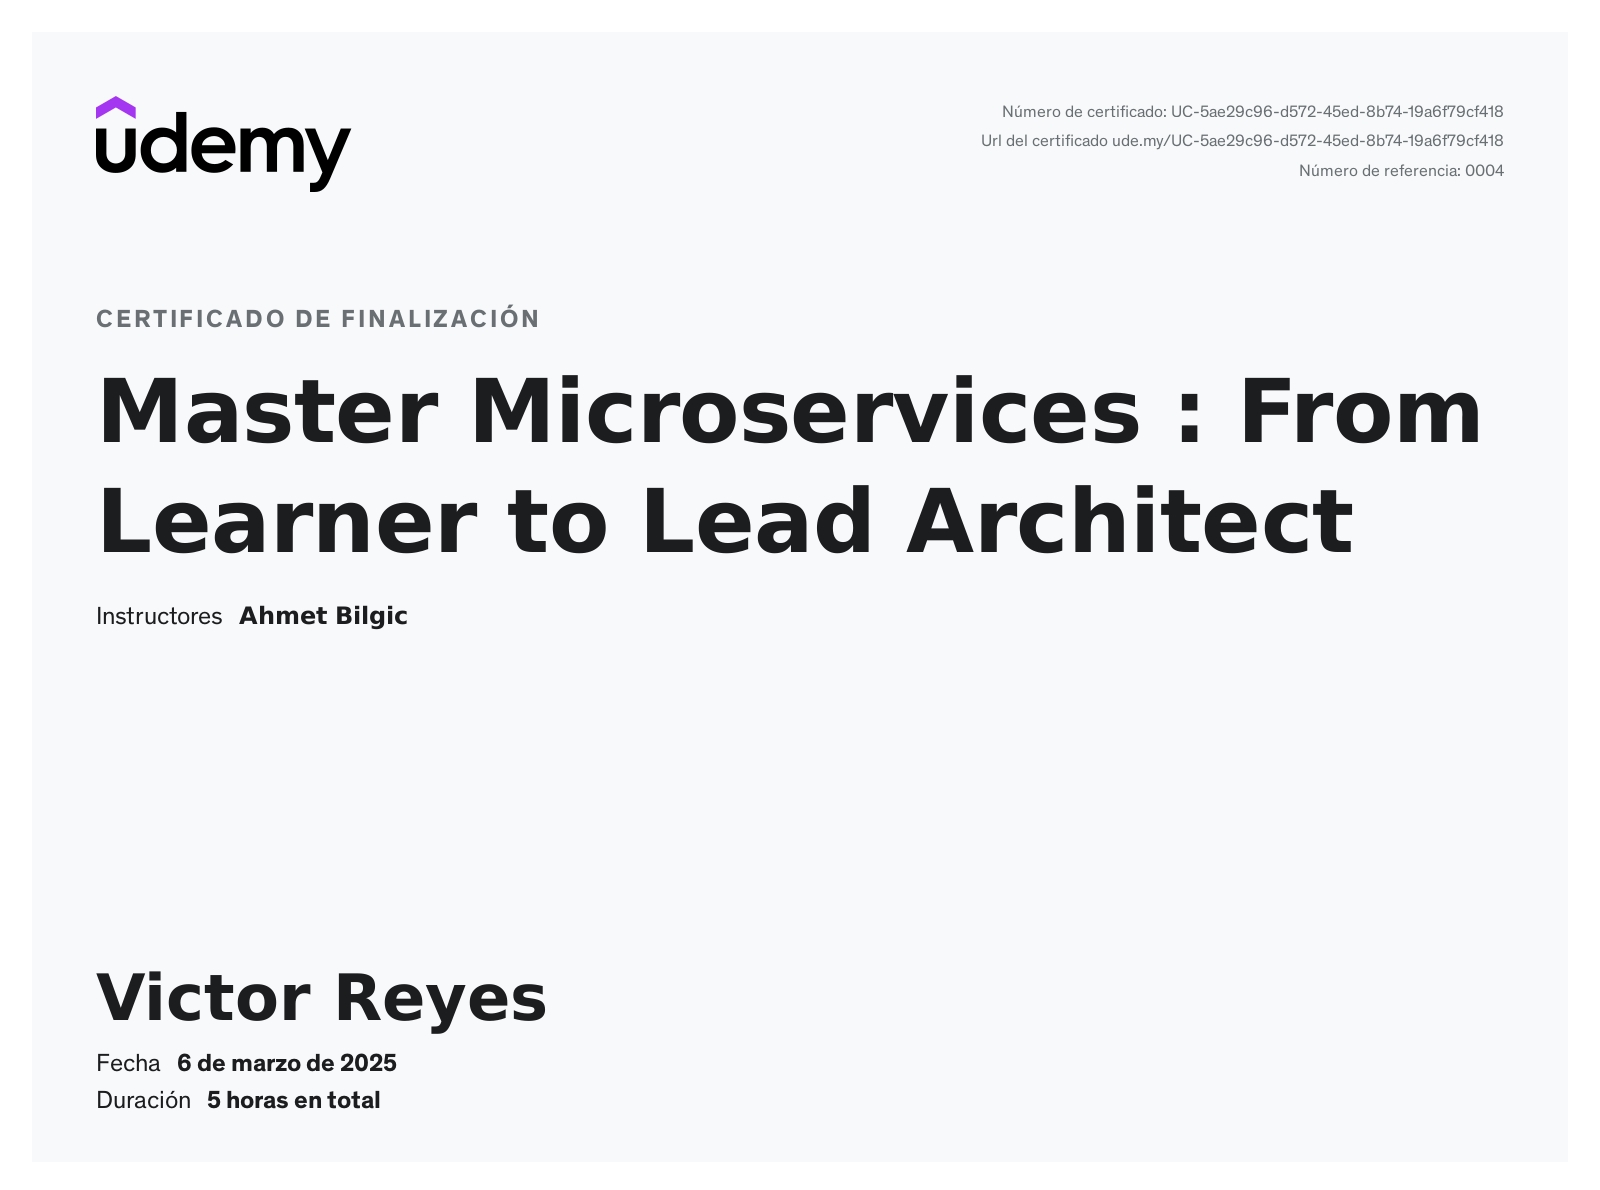 udemy
Número de certificado: UC-5ae29c96-d572-45ed-8b74-19a6f79cf418
Url del certificado ude.my/UC-5ae29c96-d572-45ed-8b74-19a6f79cf418
Número de referencia: 0004
CERTIFICADO DE FINALIZACIÓN
Master Microservices : From
Learner to Lead Architect
Instructores Ahmet Bilgic
Victor Reyes
Fecha 6 de marzo de 2025
Duración 5 horas en total